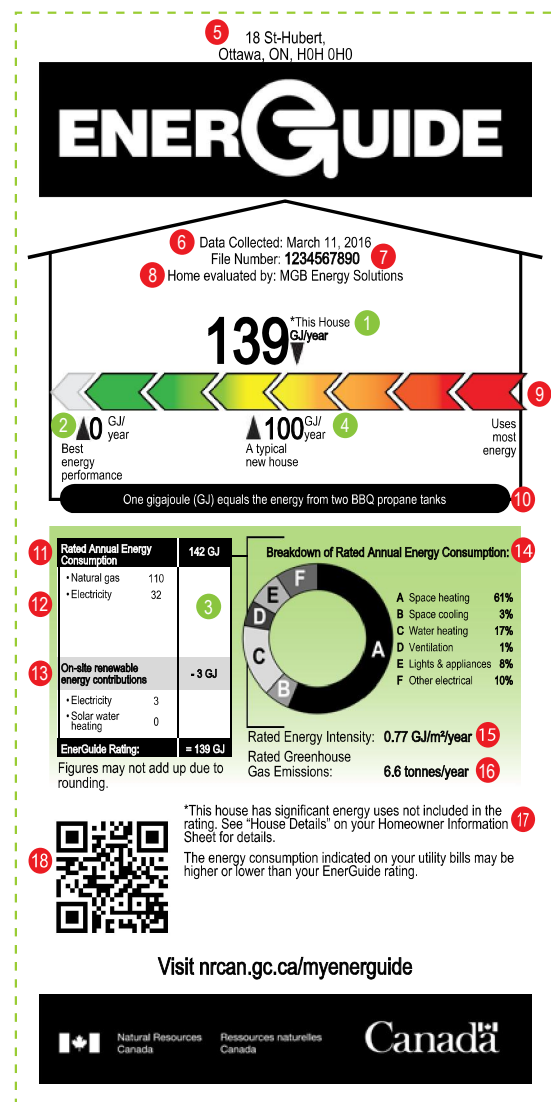 5 18 St-Hubert,
Ottawa, ON, H0H 0H0
ENERGUIDE
6 Data Collected: March 11, 2016
File Number: 1234567890 7
8 Home evaluated by: MGB Energy Solutions
139 *This House 1
GJ/year
9
2 0 GJ/
year
Best
energy
performance
100 GJ/
year 4
A typical
new house
Uses
most
energy
One gigajoule (GJ) equals the energy from two BBQ propane tanks 10
11 Rated Annual Energy
Consumption 142 GJ
12 • Natural gas 110
• Electricity 32
3
13 On-site renewable
energy contributions - 3 GJ
• Electricity 3
• Solar water
heating 0
EnerGuide Rating: = 139 GJ
Figures may not add up due to
rounding.
Breakdown of Rated Annual Energy Consumption: 14
A
B
C
D
E
F
A Space heating 61%
B Space cooling 3%
C Water heating 17%
D Ventilation 1%
E Lights & appliances 8%
F Other electrical 10%
Rated Energy Intensity: 0.77 GJ/m²/year 15
Rated Greenhouse
Gas Emissions: 6.6 tonnes/year 16
*This house has significant energy uses not included in the
rating. See “House Details” on your Homeowner Information 17
Sheet for details.
The energy consumption indicated on your utility bills may be
higher or lower than your EnerGuide rating.
18
Visit nrcan.gc.ca/myenerguide
Natural Resources
Canada
Ressources naturelles
Canada
Canada